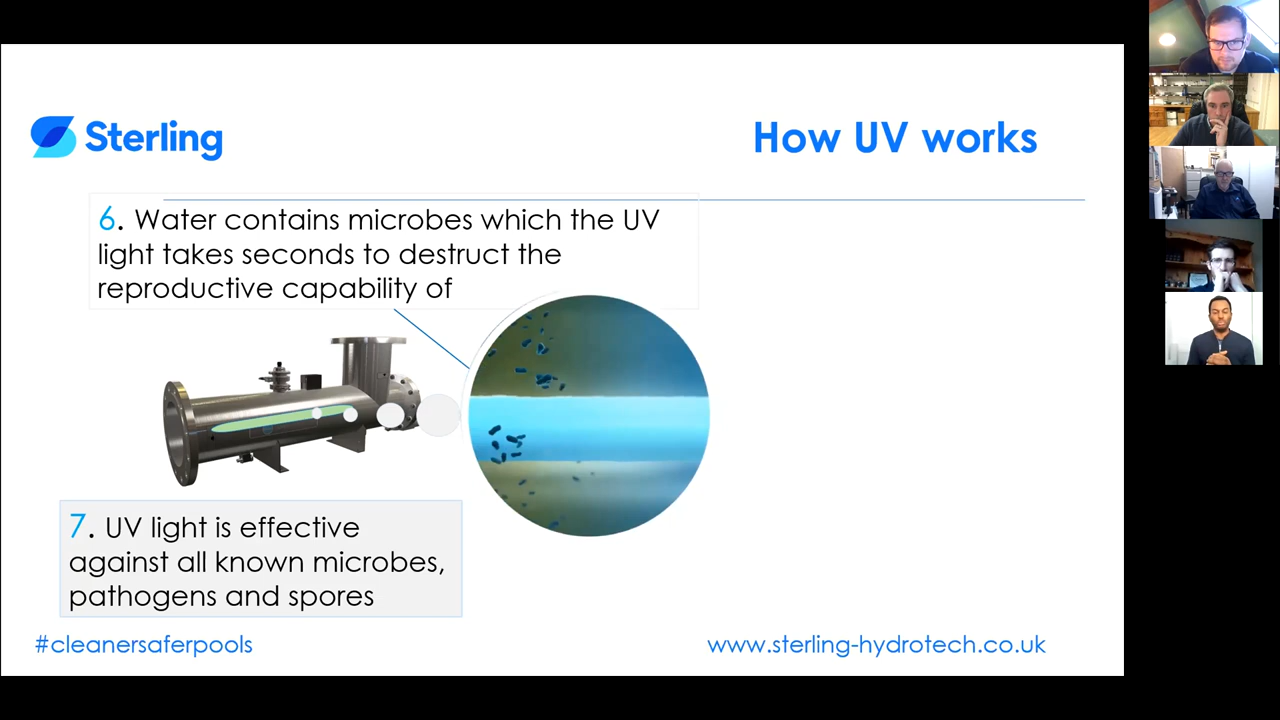 Sterling
How UV works
6. Water contains microbes which the UV
light takes seconds to destruct the
reproductive capability of
7. UV light is effective
against all known microbes,
pathogens and spores
#cleanersaferpools
www.sterling-hydrotech.co.uk